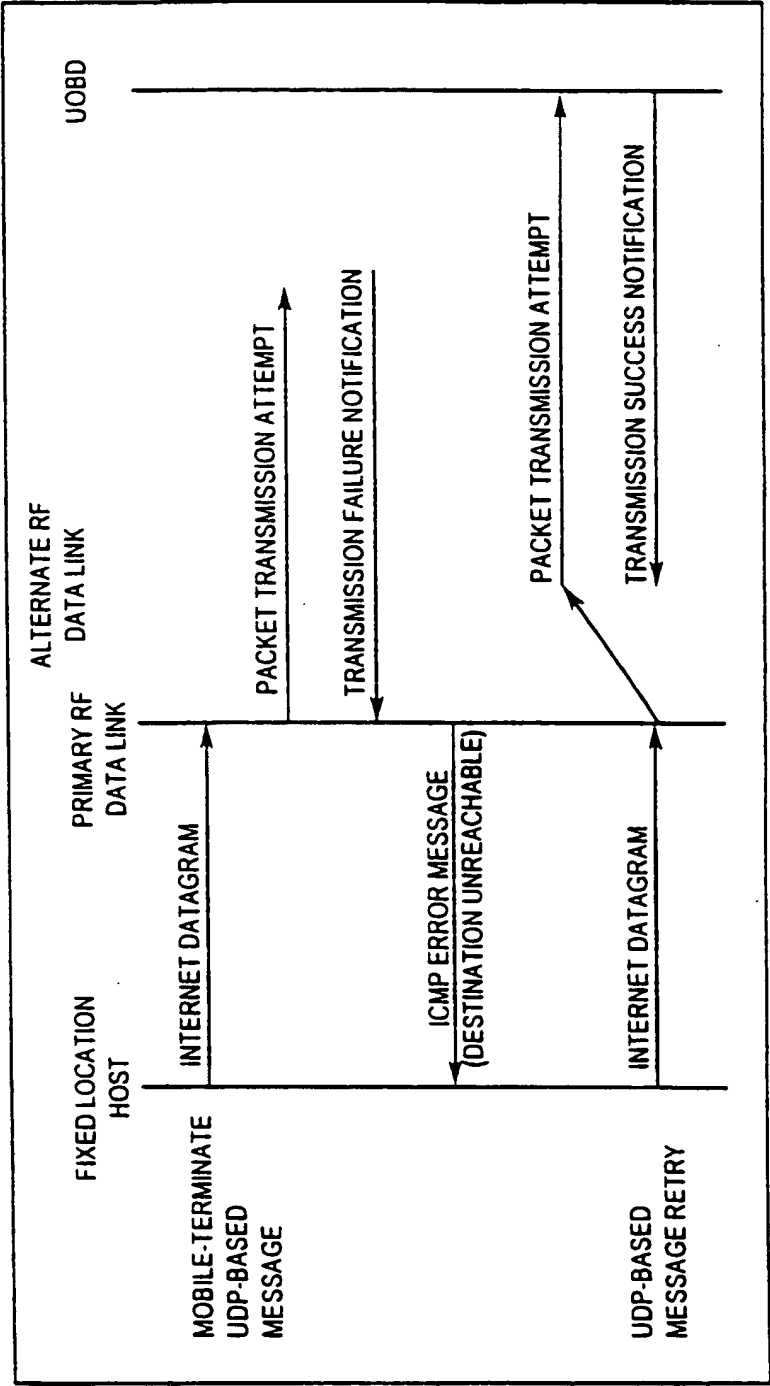 FIXED LOCATION
HOST
PRIMARY RF
DATA LINK
ALTERNATE RF
DATA LINK
UOBD
MOBILE-TERMINATE
UDP-BASED
MESSAGE
INTERNET DATAGRAM
PACKET TRANSMISSION ATTEMPT
TRANSMISSION FAILURE NOTIFICATION
ICMP ERROR MESSAGE
(DESTINATION UNREACHABLE)
UDP-BASED
MESSAGE RETRY
INTERNET DATAGRAM
PACKET TRANSMISSION ATTEMPT
TRANSMISSION SUCCESS NOTIFICATION